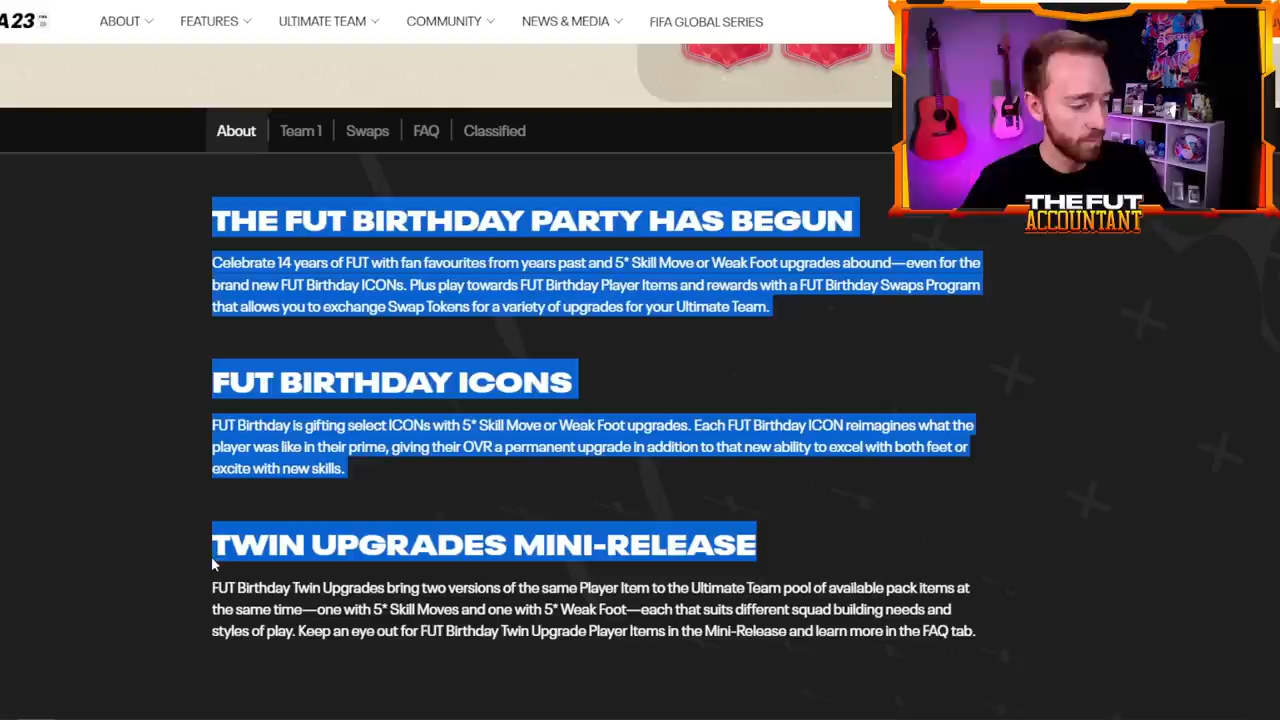 A 23
ABOUT FEATURES ULTIMATE TEAM COMMUNITY NEWS & MEDIA FIFA GLOBAL SERIES
About Team 1 Swaps FAQ Classified
THE FUT
ACCOUNTANT
THE FUT BIRTHDAY PARTY HAS BEGUN
Celebrate 14 years of FUT with fan favourites from years past and 5* Skill Move or Weak Foot upgrades abound—even for the
brand new FUT Birthday ICONs. Plus play towards FUT Birthday Player Items and rewards with a FUT Birthday Swaps Program
that allows you to exchange Swap Tokens for a variety of upgrades for your Ultimate Team.
FUT BIRTHDAY ICONS
FUT Birthday is gifting select ICONs with 5* Skill Move or Weak Foot upgrades. Each FUT Birthday ICON reimagines what the
player was like in their prime, giving their OVR a permanent upgrade in addition to that new ability to excel with both feet or
excite with new skills.
TWIN UPGRADES MINI-RELEASE
FUT Birthday Twin Upgrades bring two versions of the same Player Item to the Ultimate Team pool of available pack items at
the same time—one with 5* Skill Moves and one with 5* Weak Foot—each that suits different squad building needs and
styles of play. Keep an eye out for FUT Birthday Twin Upgrade Player Items in the Mini-Release and learn more in the FAQ tab.